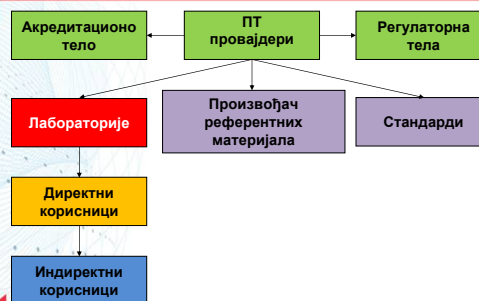 Акредитационо
тело
ПТ
провајдери
Регулаторна
тела
Лабораторије
Произвођач
референтних
материјала
Стандарди
Директни
корисници
Индиректни
корисници